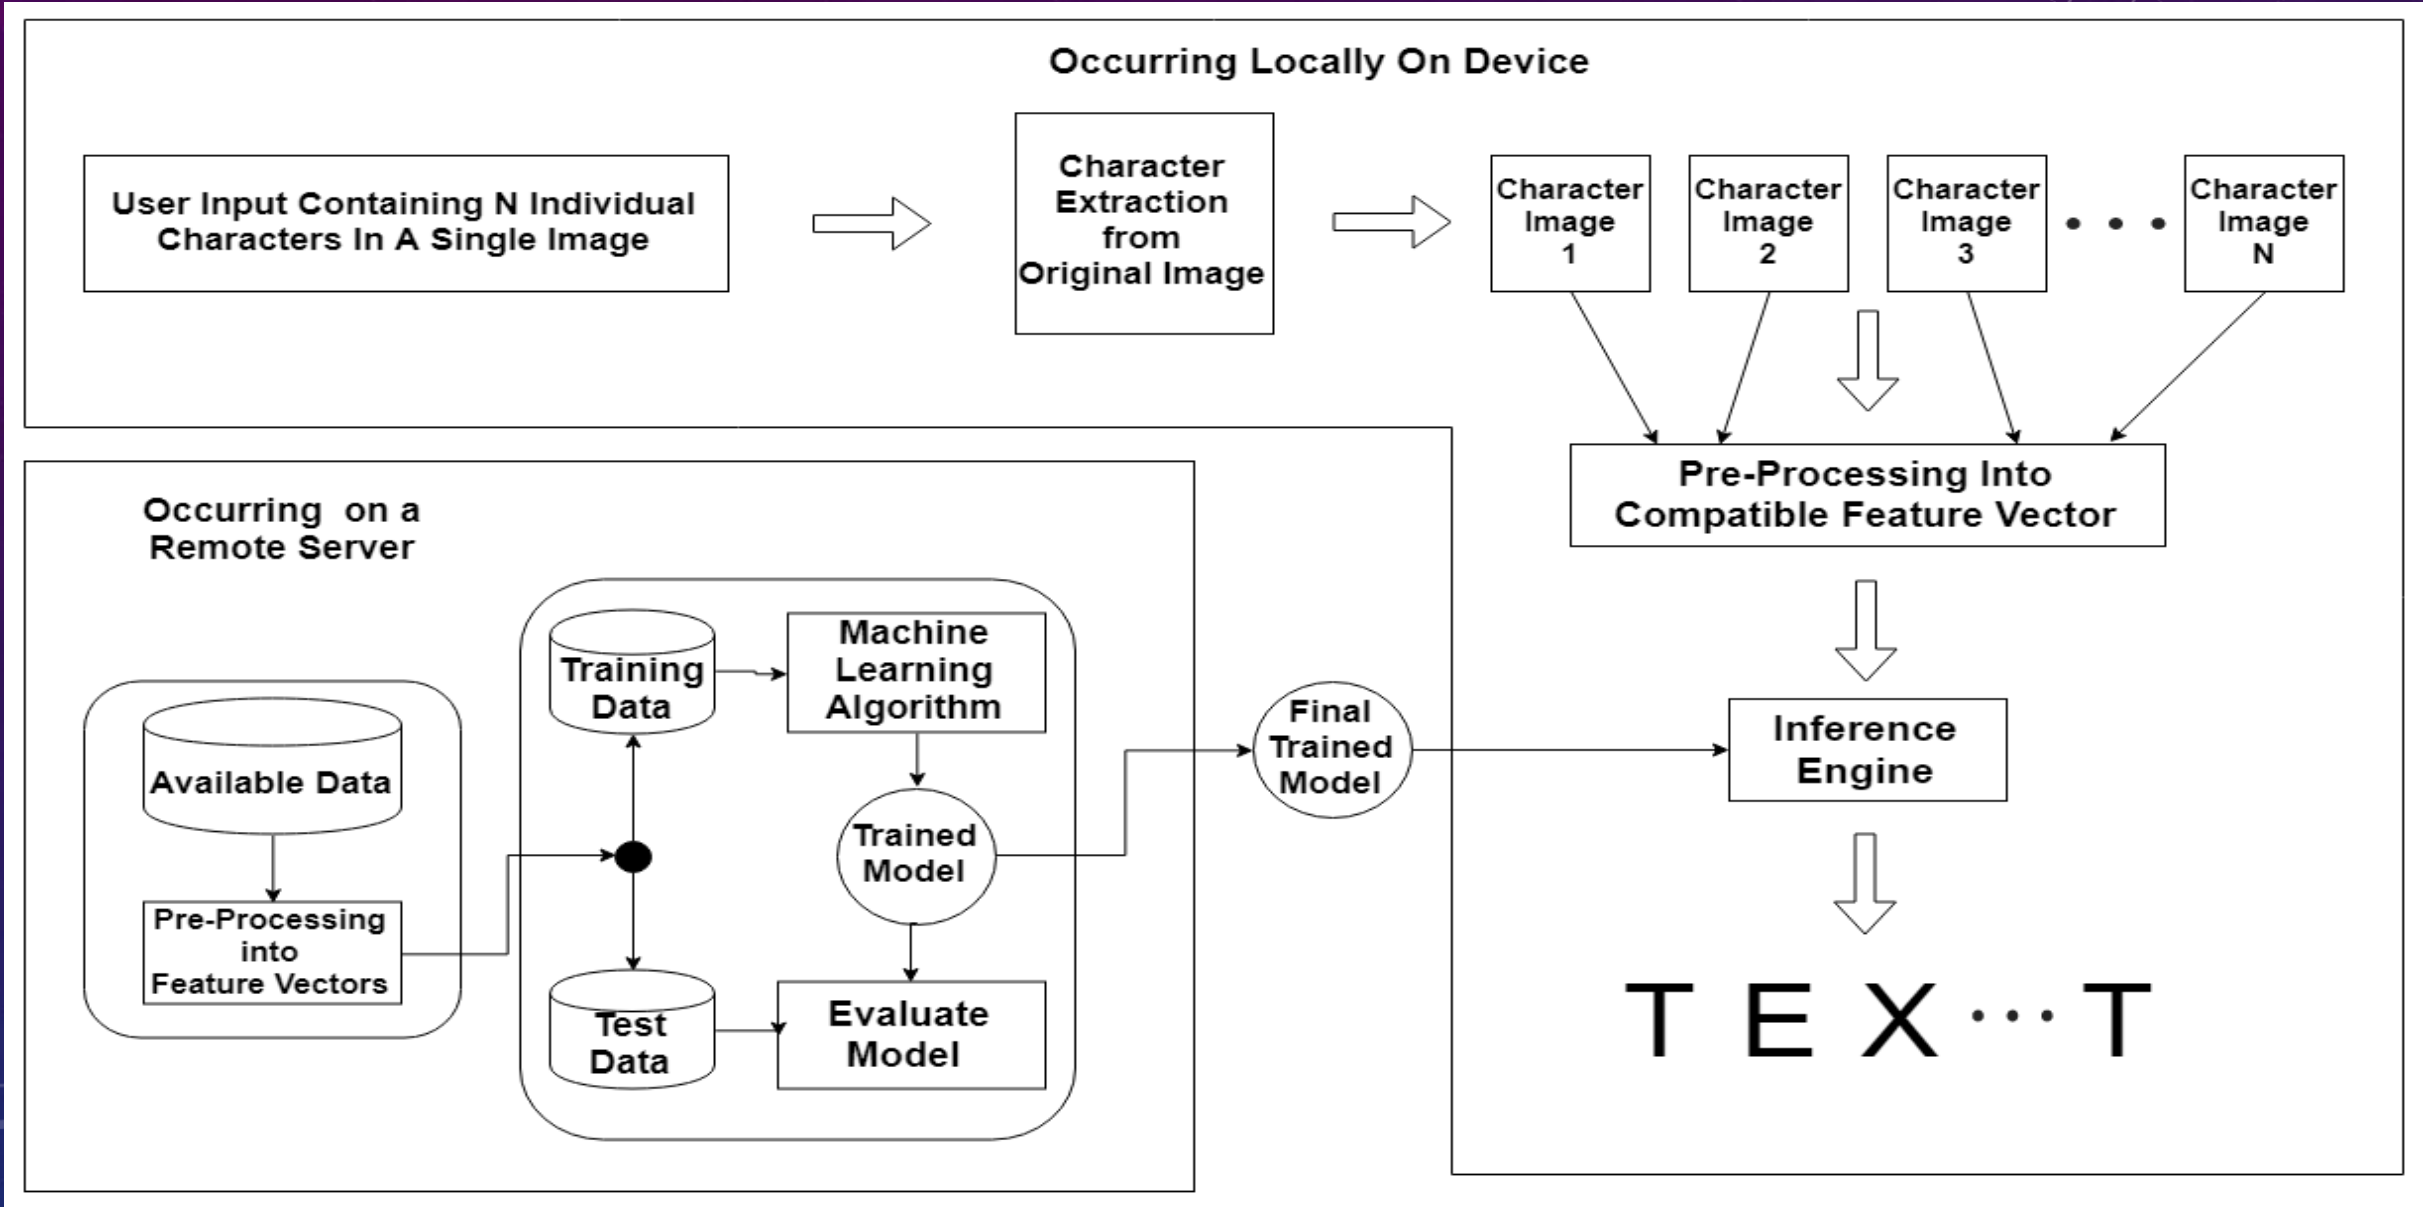 Occurring Locally On Device
User Input Containing N Individual
Characters In A Single Image
Character
Extraction
from
Original Image
Character
Image
1
Character
Image
2
Character
Image
3
Character
Image
N
Pre-Processing Into
Compatible Feature Vector
Inference
Engine
T E X ... T
Occurring on a
Remote Server
Available Data
Pre-Processing
into
Feature Vectors
Training
Data
Machine
Learning
Algorithm
Trained
Model
Test
Data
Evaluate
Model
Final
Trained
Model